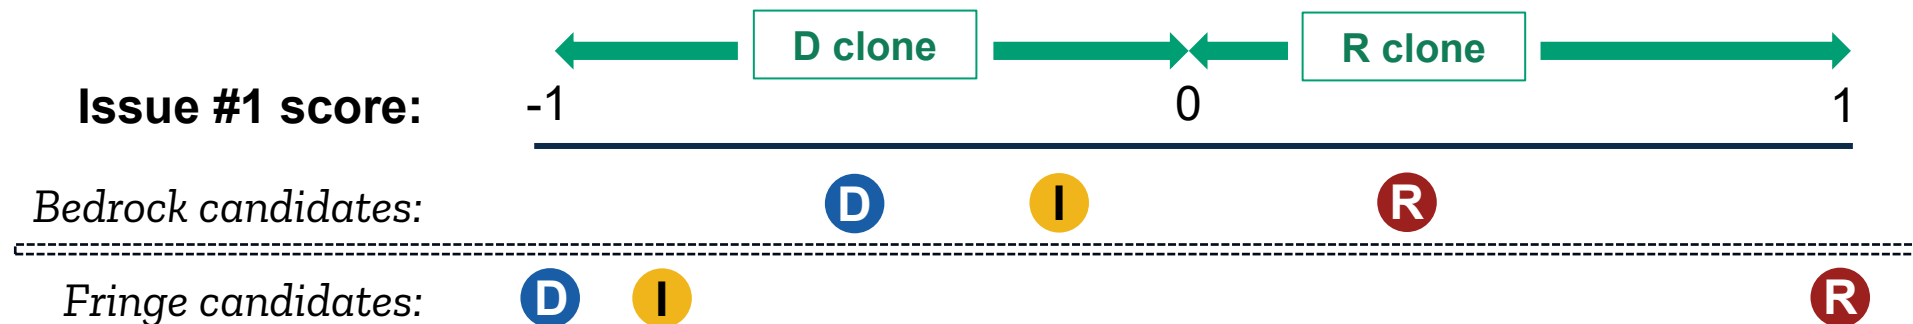 D clone R clone
Issue #1 score: -1 0 1
Bedrock candidates: D I R
Fringe candidates: D I R